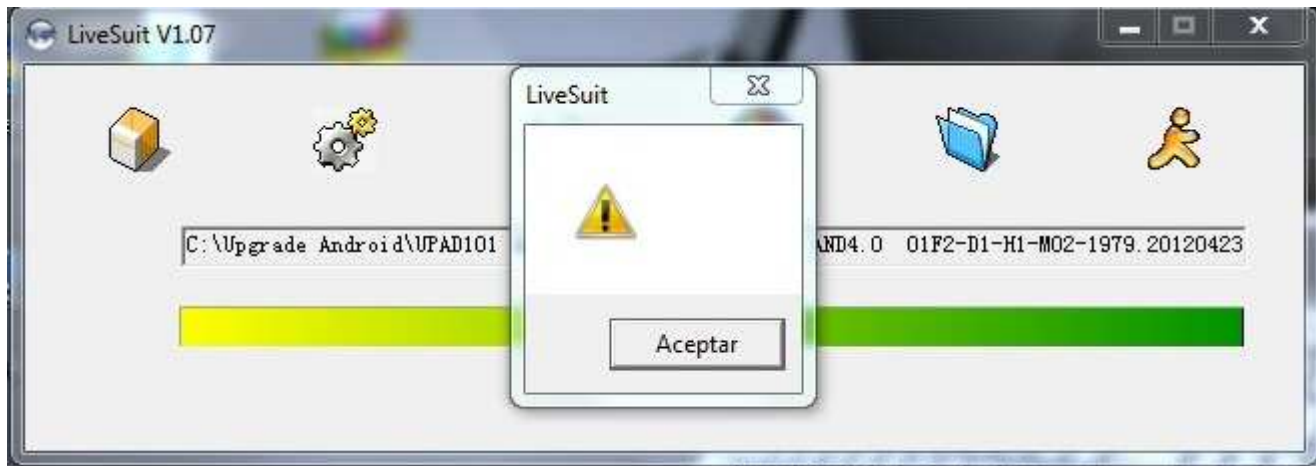 LiveSuit V1.07
LiveSuit
C:\Upgrade Android\UPAD101 AND4.0 01F2-D1-H1-M02-1979.20120423
Aceptar